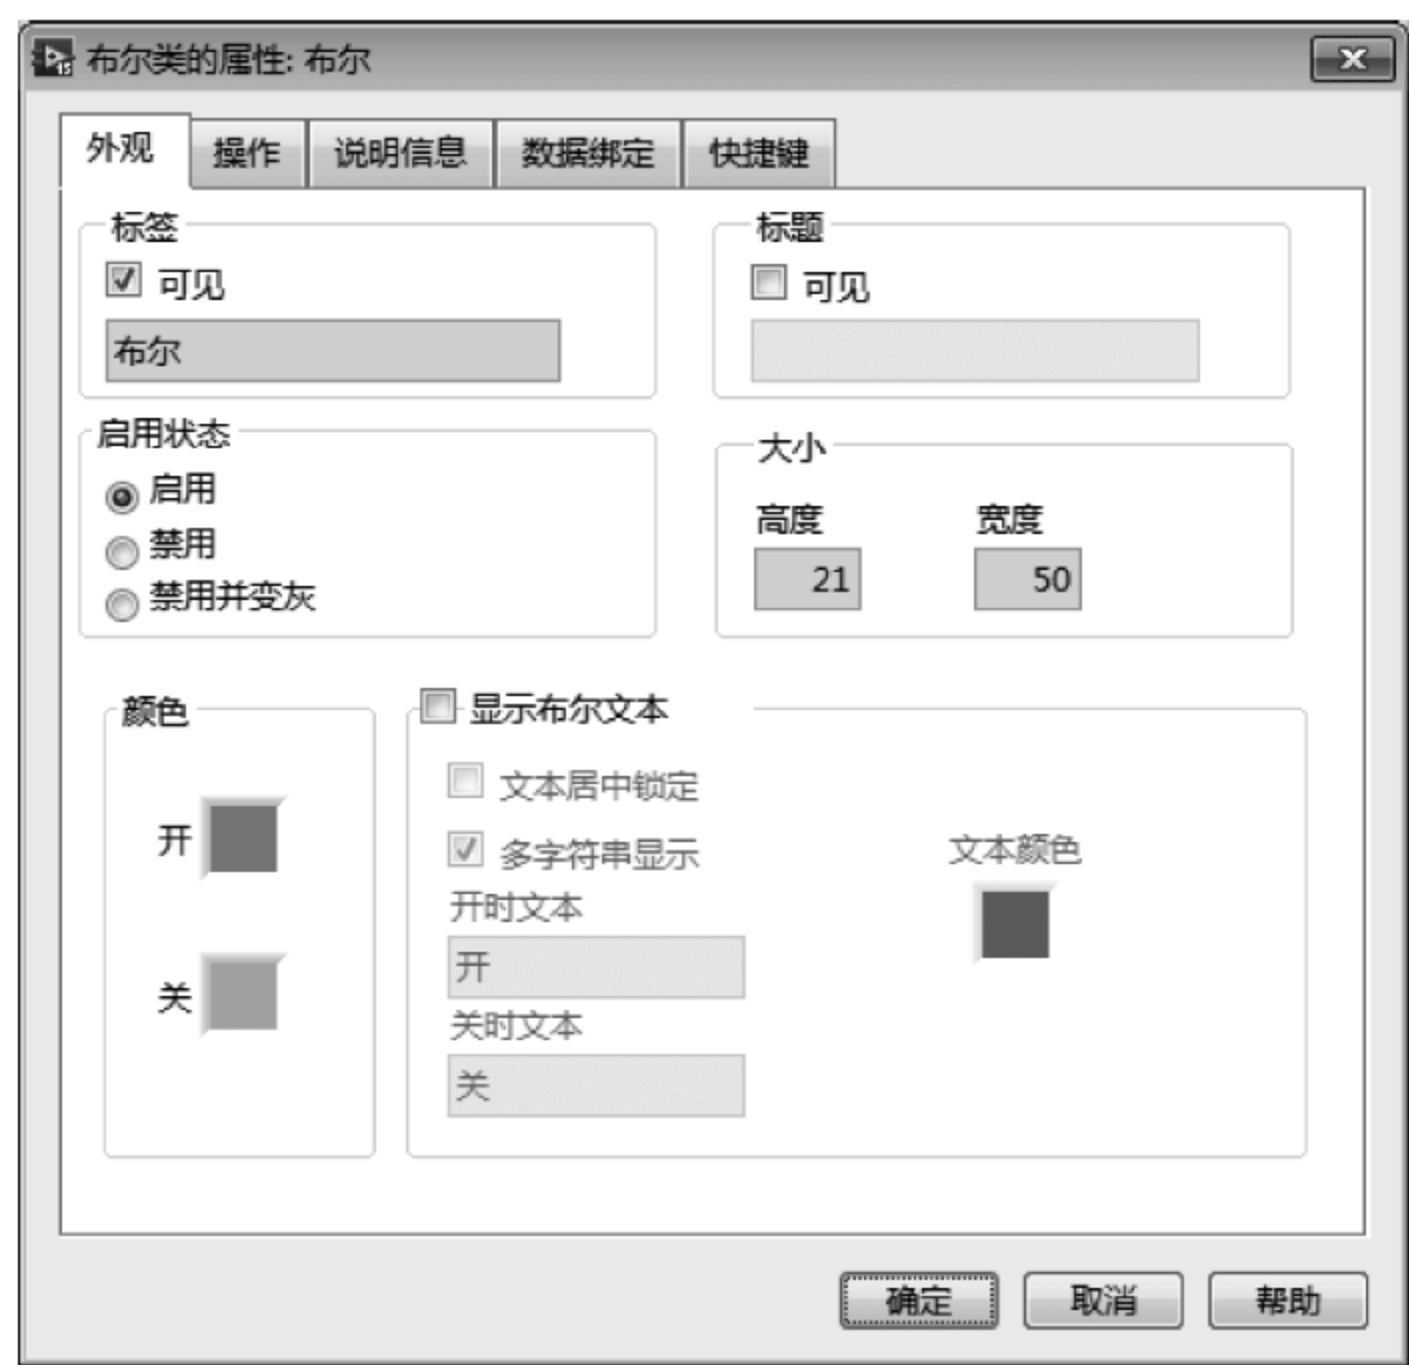 布尔类的属性: 布尔
外观 操作 说明信息 数据绑定 快捷键
标签
可见
布尔
标题
可见
启用状态
启用
禁用
禁用并变灰
大小
高度 宽度
21 50
颜色
开
关
显示布尔文本
文本居中锁定
多字符串显示
开时文本
开
关时文本
关
文本颜色
确定 取消 帮助